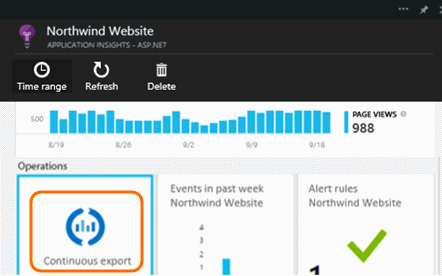 Northwind Website
APPLICATION INSIGHTS - ASP.NET
Time range
Refresh
Delete
500
8/19
8/26
9/2
9/9
9/18
PAGE VIEWS
988
Operations
Continuous export
Events in past week
Northwind Website
4
3
2
1
Alert rules
Northwind Website